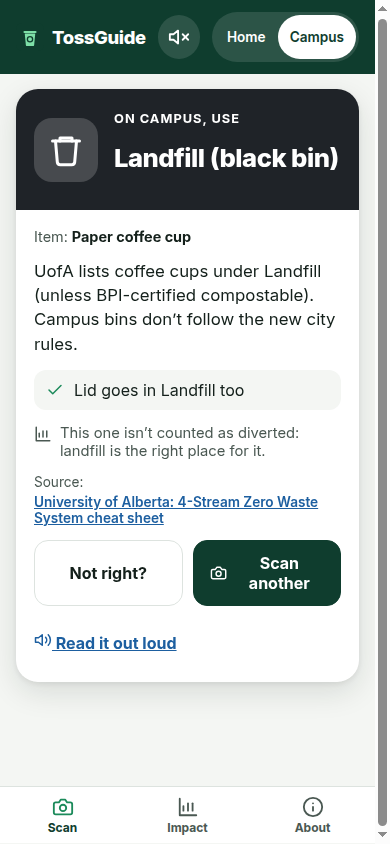 TossGuide
Home
Campus
ON CAMPUS, USE
Landfill (black bin)
Item: Paper coffee cup
UofA lists coffee cups under Landfill
(unless BPI-certified compostable).
Campus bins don’t follow the new city
rules.
Lid goes in Landfill too
This one isn’t counted as diverted:
landfill is the right place for it.
Source:
University of Alberta: 4-Stream Zero Waste
System cheat sheet
Not right?
Scan
another
Read it out loud
Scan
Impact
About